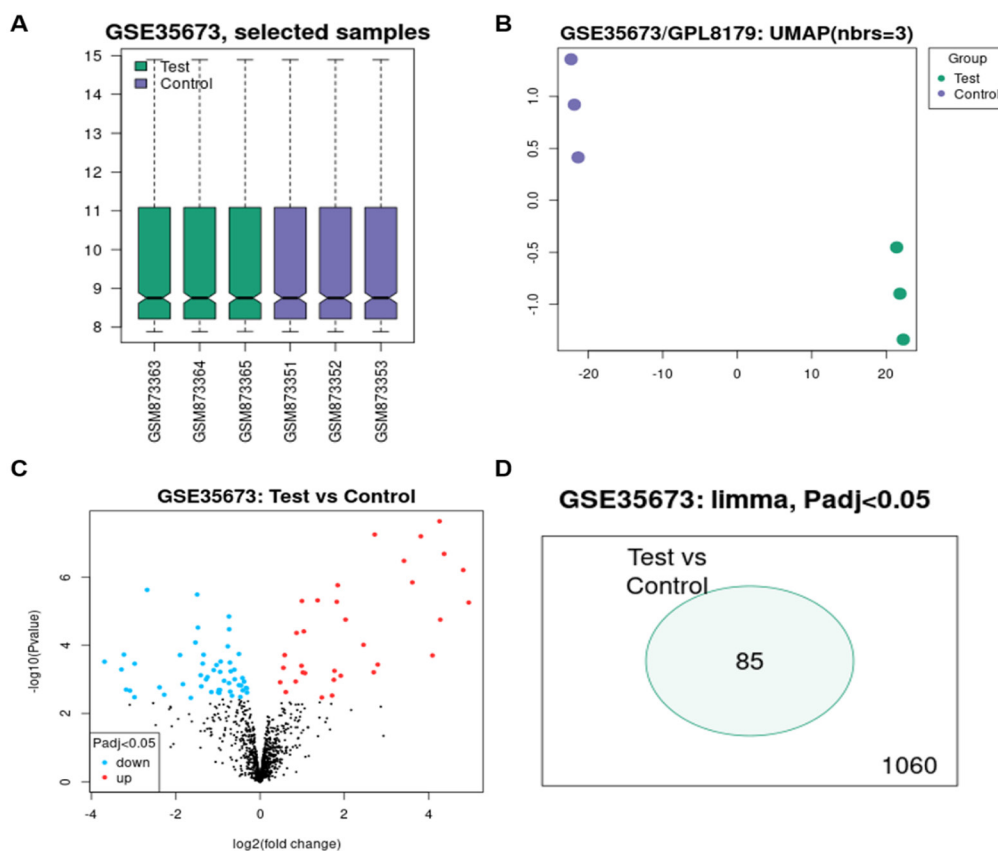 A
GSE35673, selected samples
Test
Control
15
14
13
12
11
10
9
8
GSM873363
GSM873364
GSM873365
GSM873351
GSM873352
GSM873353
B
GSE35673/GPL8179: UMAP(nbrs=3)
Group
Test
Control
1.0
0.5
0.0
-0.5
-1.0
-20
-10
0
10
20
C
GSE35673: Test vs Control
-log10(Pvalue)
6
4
2
0
Padj<0.05
down
up
-4
-2
0
2
4
log2(fold change)
D
GSE35673: limma, Padj<0.05
Test vs
Control
85
1060